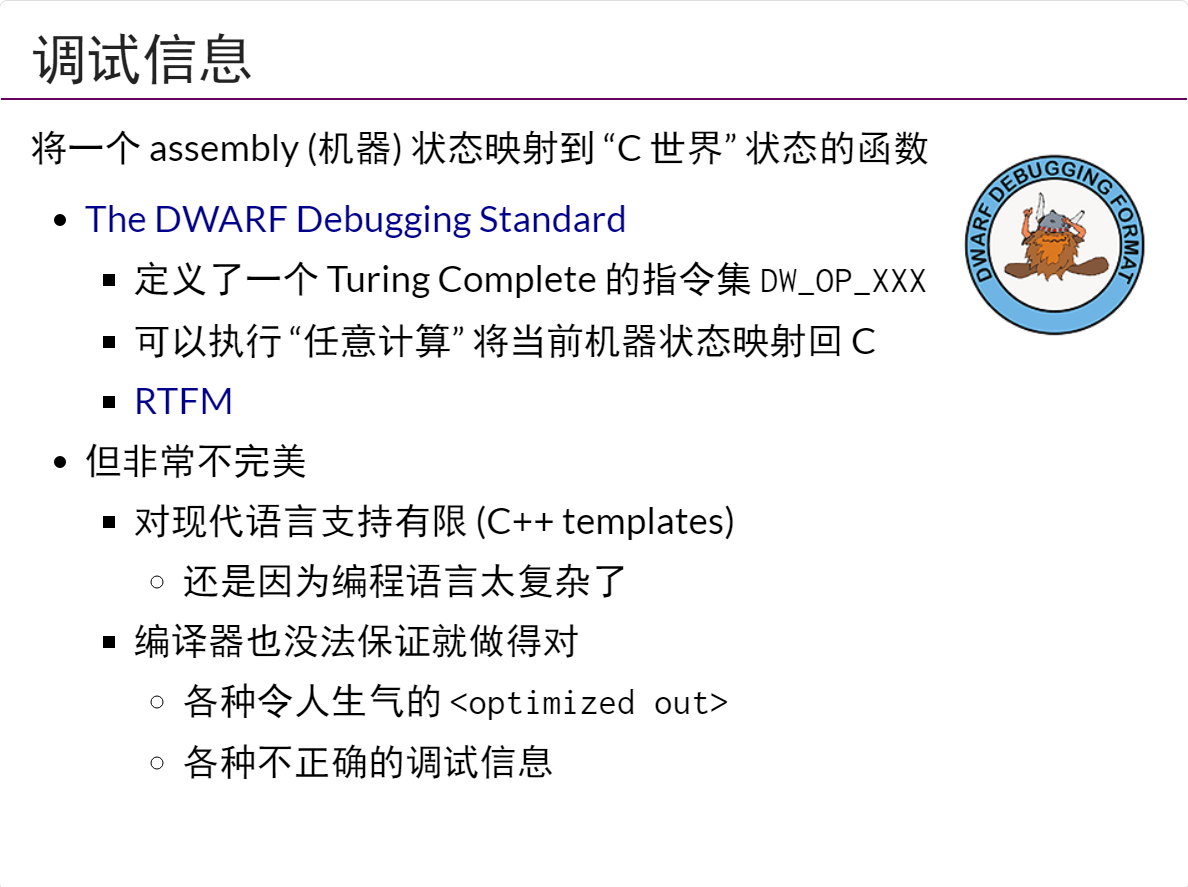 调试信息
将一个 assembly (机器) 状态映射到 “C 世界” 状态的函数
The DWARF Debugging Standard
定义了一个 Turing Complete 的指令集 DW_OP_XXX
可以执行 “任意计算” 将当前机器状态映射回 C
RTFM
但非常不完美
对现代语言支持有限 (C++ templates)
还是因为编程语言太复杂了
编译器也没法保证就做得对
各种令人生气的 <optimized out>
各种不正确的调试信息
DWARF DEBUGGING FORMAT